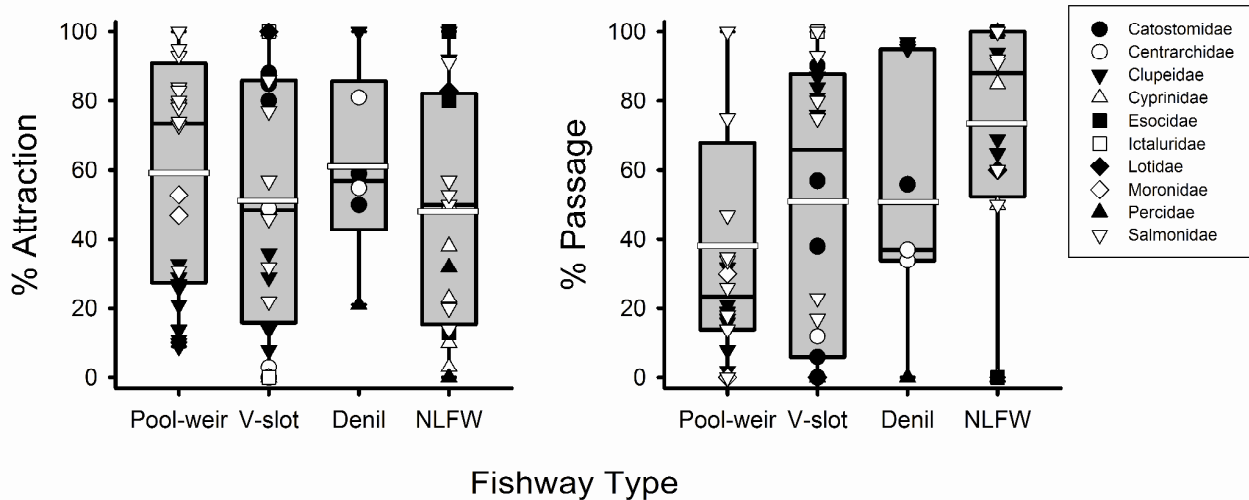 % Attraction
100
80
60
40
20
0
Pool-weir V-slot Denil NLFW
% Passage
100
80
60
40
20
0
Pool-weir V-slot Denil NLFW
Fishway Type
Catostomidae
Centrarchidae
Clupeidae
Cyprinidae
Esocidae
Ictaluridae
Lotidae
Moronidae
Percidae
Salmonidae